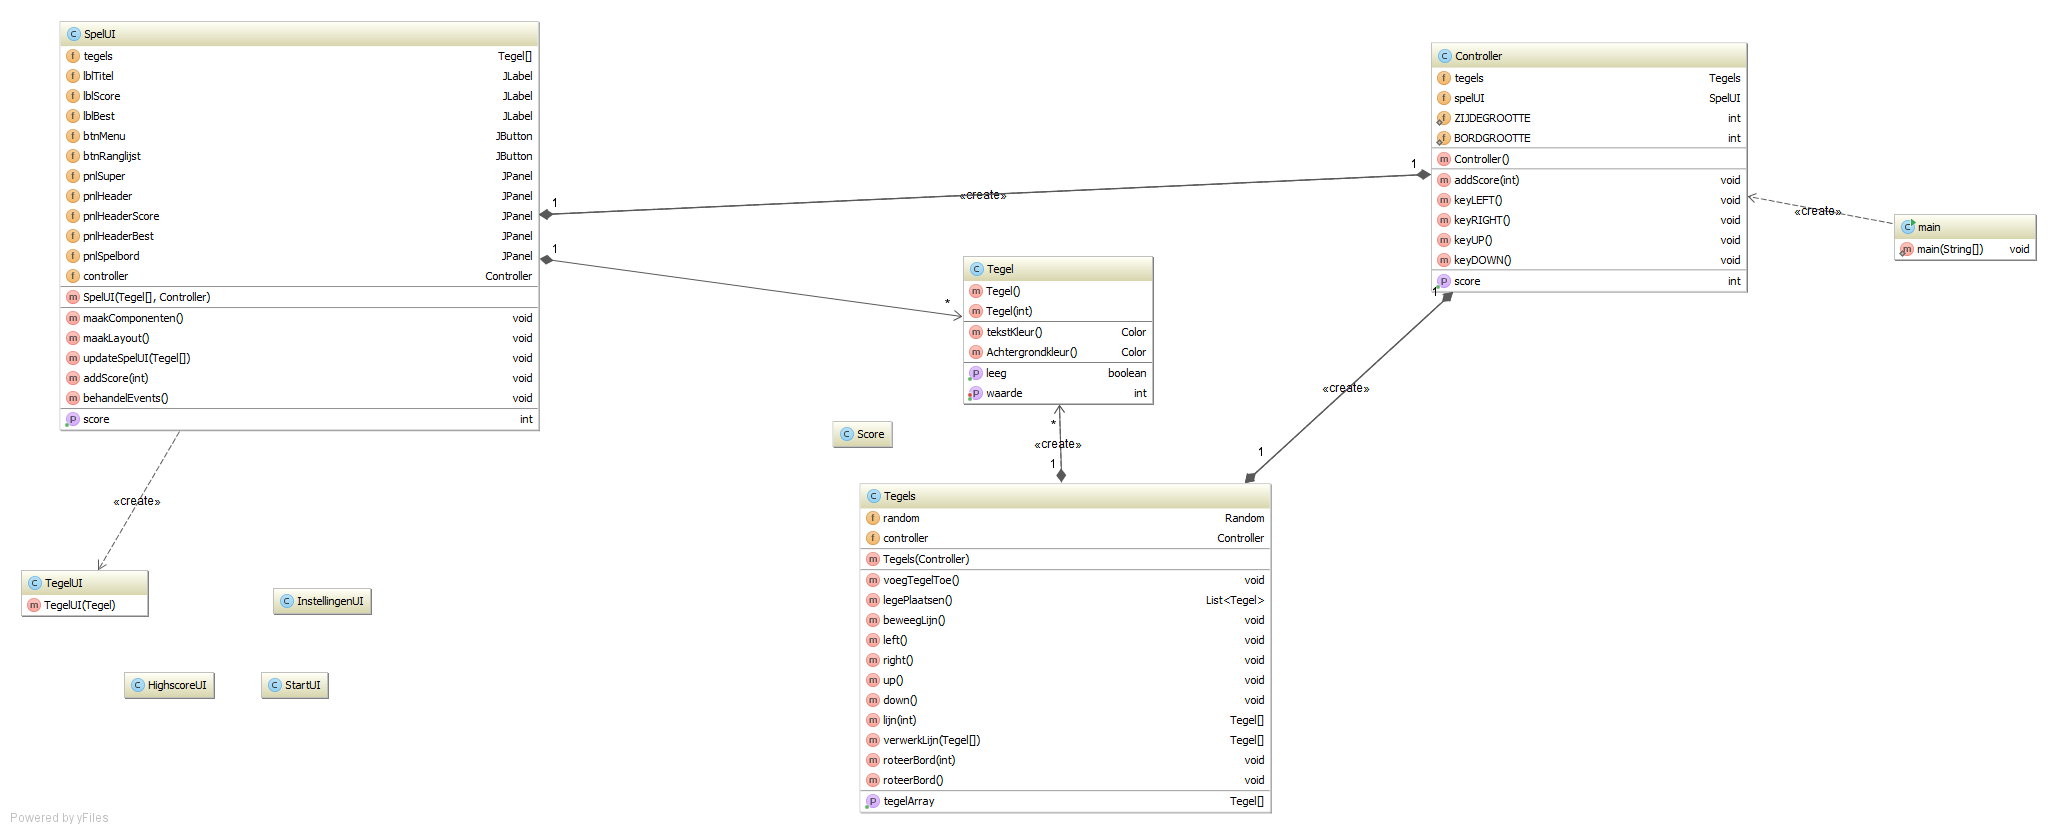 SpelUI
tegels Tegel[]
lblTitel JLabel
lblScore JLabel
lblBest JLabel
btnMenu JButton
btnRanglijst JButton
pnlSuper JPanel
pnlHeader JPanel
pnlHeaderScore JPanel
pnlHeaderBest JPanel
pnlSpelbord JPanel
controller Controller
SpelUI(Tegel[], Controller)
maakComponenten() void
maakLayout() void
updateSpelUI(Tegel[]) void
addScore(int) void
behandelEvents() void
score int
1
«create»
1
1
*
Controller
tegels Tegels
spelUI SpelUI
ZIJDEGROOTTE int
BORDGROOTTE int
Controller()
addScore(int) void
keyLEFT() void
keyRIGHT() void
keyUP() void
keyDOWN() void
score int
«create»
main
main(String[]) void
Tegel
Tegel()
Tegel(int)
tekstKleur() Color
Achtergrondkleur() Color
leeg boolean
waarde int
1
«create»
1
*
«create»
1
Score
Tegels
random Random
controller Controller
Tegels(Controller)
voegTegelToe() void
legePlaatsen() List<Tegel>
beweegLijn() void
left() void
right() void
up() void
down() void
lijn(int) Tegel[]
verwerkLijn(Tegel[]) Tegel[]
roteerBord(int) void
roteerBord() void
tegelArray Tegel[]
«create»
TegelUI
TegelUI(Tegel)
InstellingenUI
HighscoreUI
StartUI
Powered by yFiles